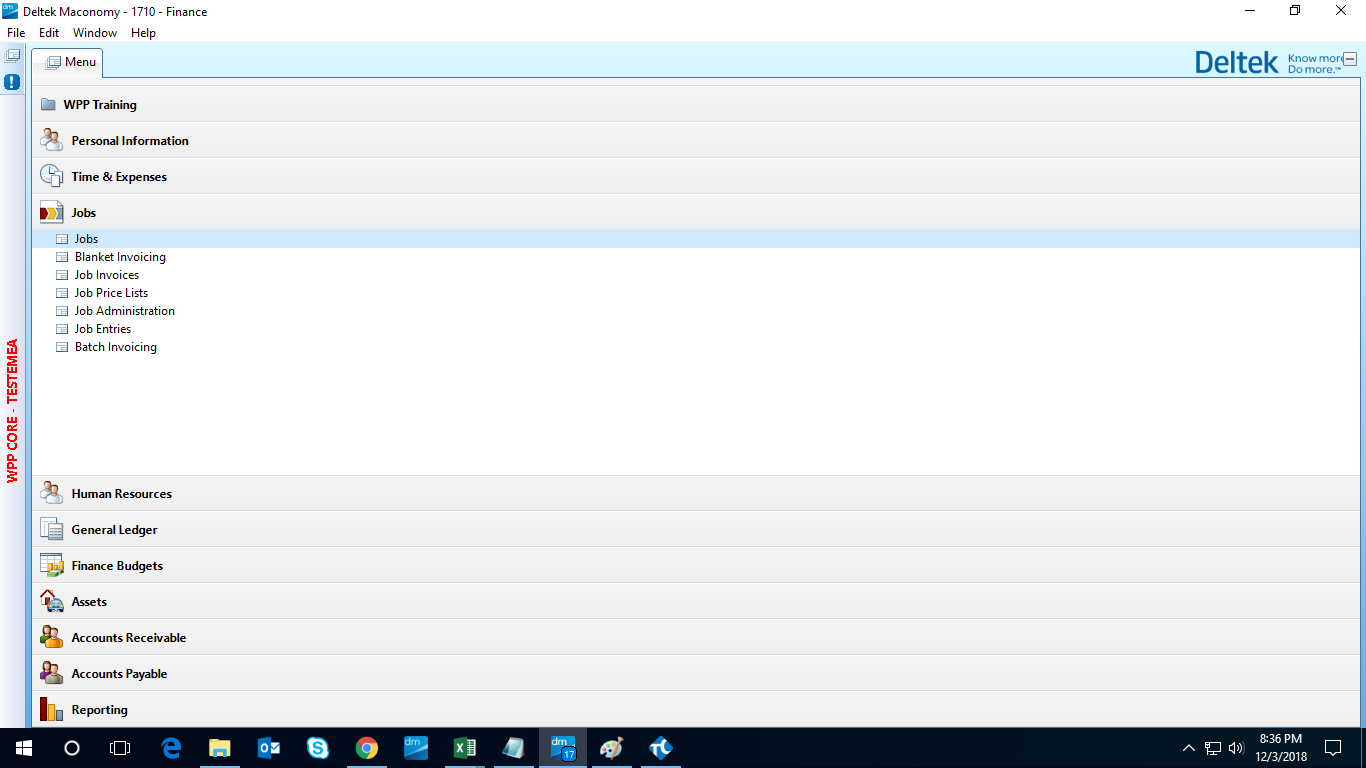 Deltek Maconomy - 1710 - Finance
File Edit Window Help
Menu
Deltek Know more Do more.™
WPP Training
Personal Information
Time & Expenses
Jobs
Jobs
Blanket Invoicing
Job Invoices
Job Price Lists
Job Administration
Job Entries
Batch Invoicing
WPP CORE - TESTEMEA
Human Resources
General Ledger
Finance Budgets
Assets
Accounts Receivable
Accounts Payable
Reporting
dm 17
8:36 PM
12/3/2018